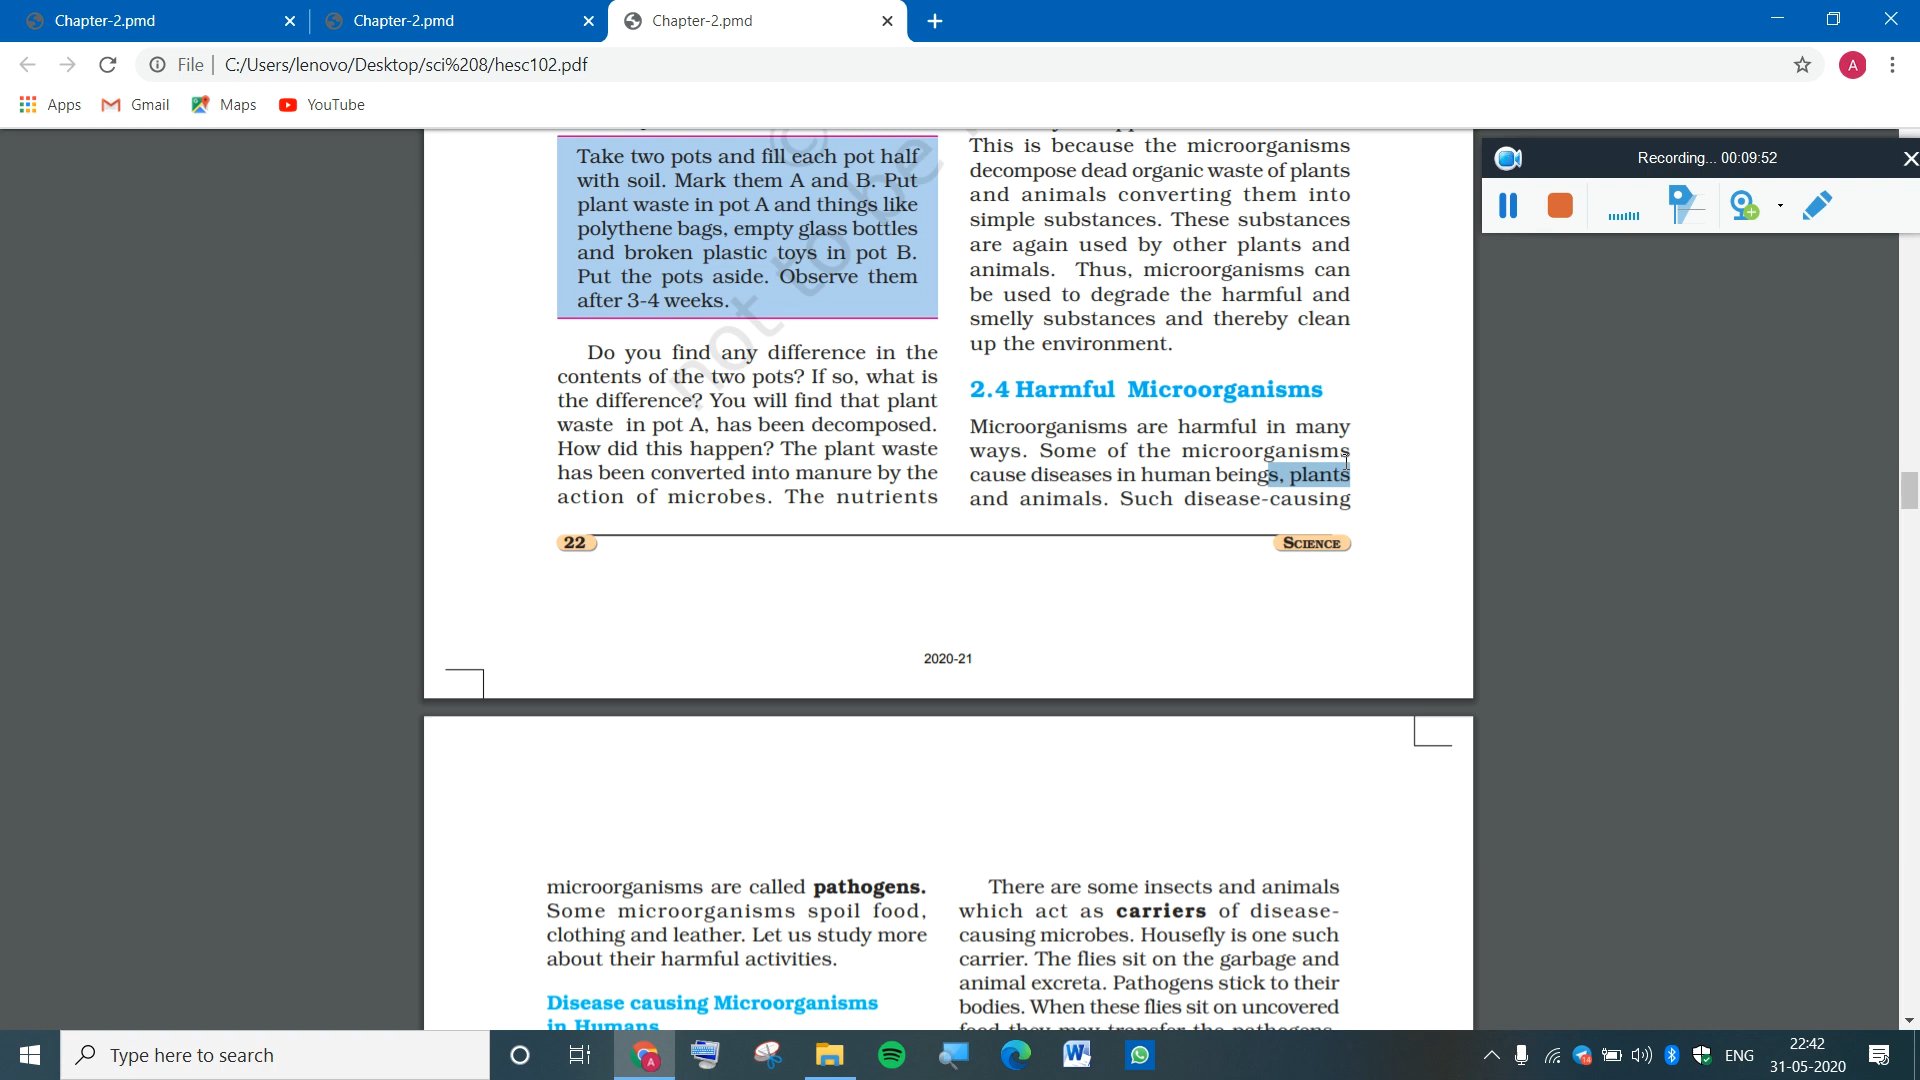 Chapter-2.pmd
Chapter-2.pmd
Chapter-2.pmd
File | C:/Users/lenovo/Desktop/sci%208/hesc102.pdf
A
Apps
Gmail
Maps
YouTube
Recording... 00:09:52
Take two pots and fill each pot half
with soil. Mark them A and B. Put
plant waste in pot A and things like
polythene bags, empty glass bottles
and broken plastic toys in pot B.
Put the pots aside. Observe them
after 3-4 weeks.
Do you find any difference in the
contents of the two pots? If so, what is
the difference? You will find that plant
waste in pot A, has been decomposed.
How did this happen? The plant waste
has been converted into manure by the
action of microbes. The nutrients
©
not to be
This is because the microorganisms
decompose dead organic waste of plants
and animals converting them into
simple substances. These substances
are again used by other plants and
animals. Thus, microorganisms can
be used to degrade the harmful and
smelly substances and thereby clean
up the environment.
2.4 Harmful Microorganisms
Microorganisms are harmful in many
ways. Some of the microorganisms
cause diseases in human beings, plants
and animals. Such disease-causing
22
SCIENCE
2020-21
microorganisms are called pathogens.
Some microorganisms spoil food,
clothing and leather. Let us study more
about their harmful activities.
Disease causing Microorganisms
in Humans
There are some insects and animals
which act as carriers of disease-
causing microbes. Housefly is one such
carrier. The flies sit on the garbage and
animal excreta. Pathogens stick to their
bodies. When these flies sit on uncovered
food they may transfer the pathogens.
Type here to search
A
14
ENG
22:42
31-05-2020